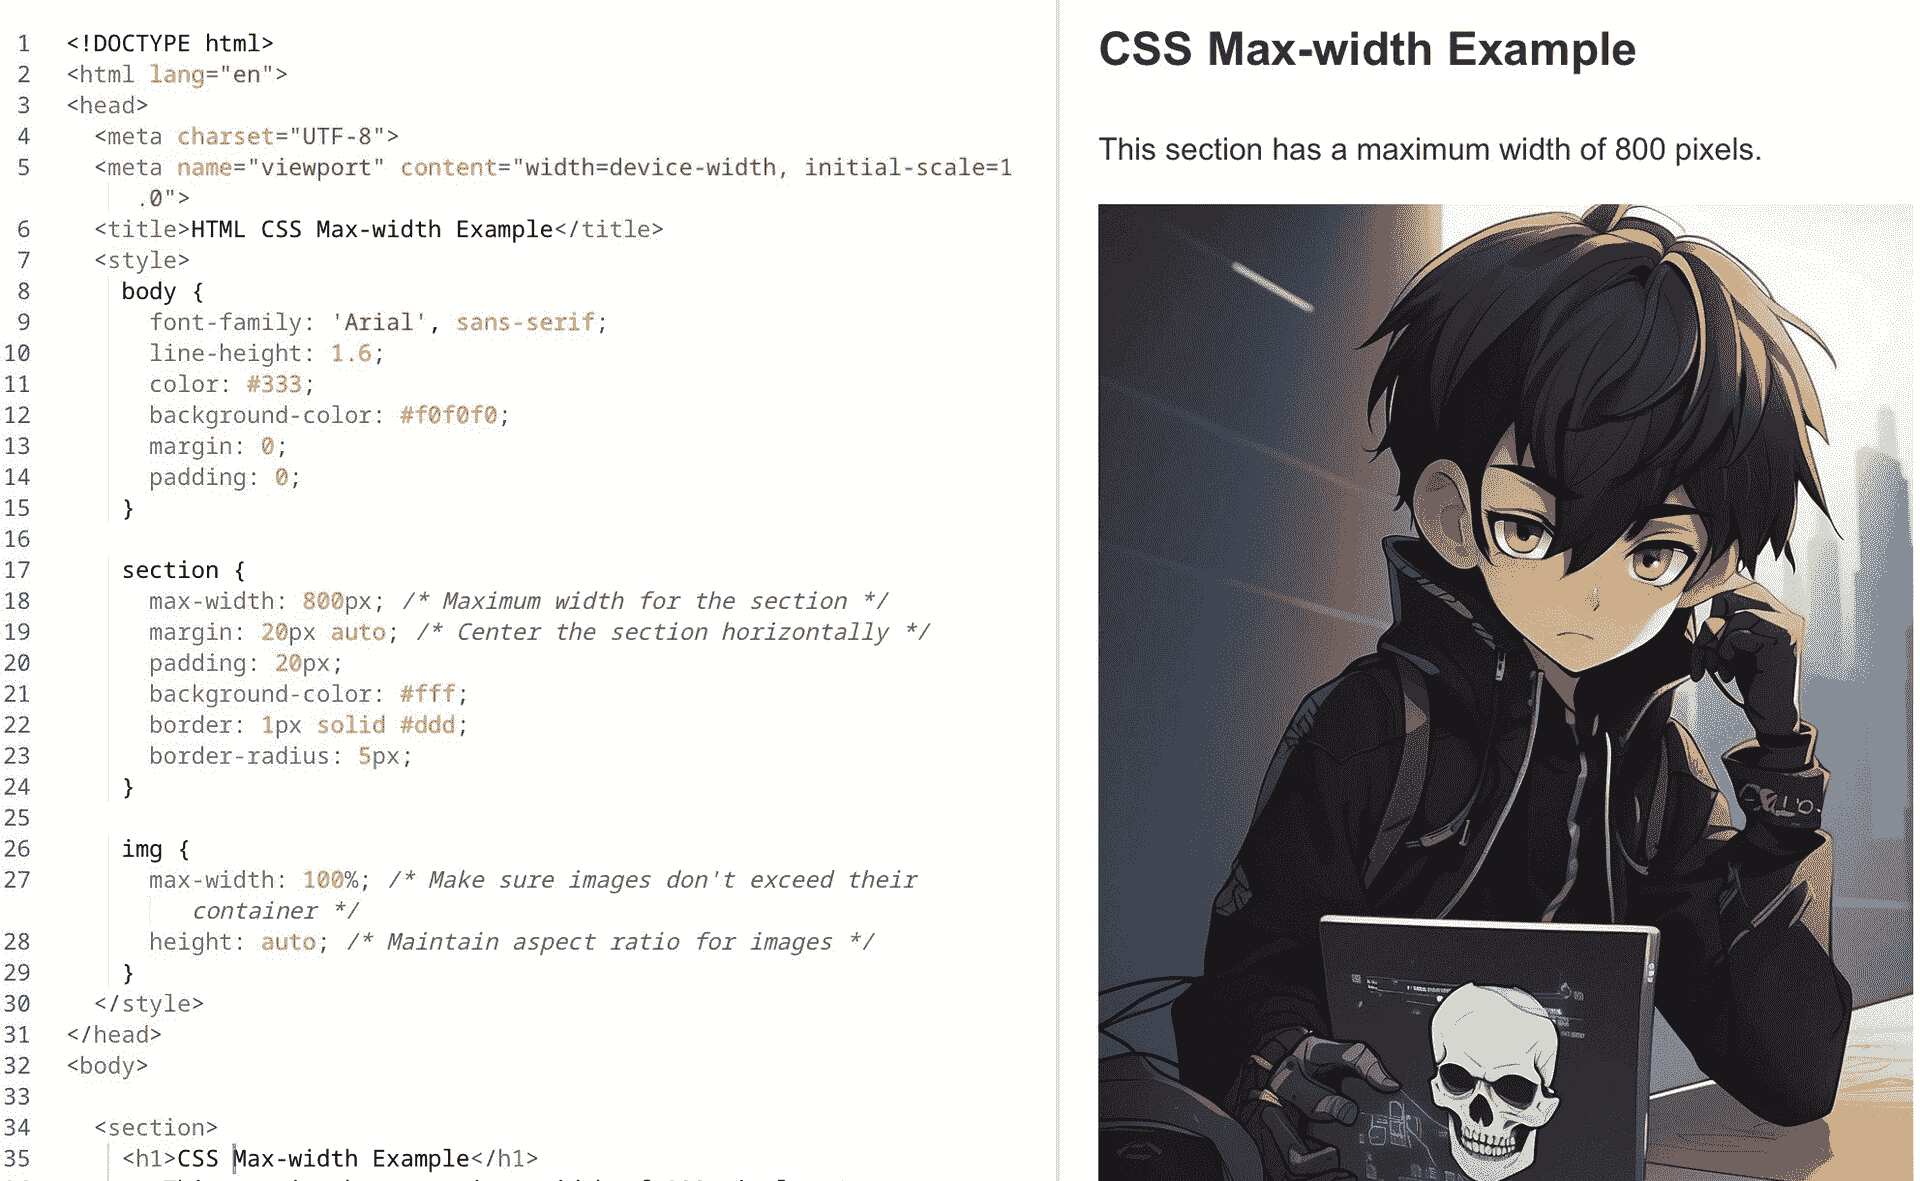 1 <!DOCTYPE html>
2 <html lang="en">
3 <head>
4 <meta charset="UTF-8">
5 <meta name="viewport" content="width=device-width, initial-scale=1
.0">
6 <title>HTML CSS Max-width Example</title>
7 <style>
8 body {
9 font-family: 'Arial', sans-serif;
10 line-height: 1.6;
11 color: #333;
12 background-color: #f0f0f0;
13 margin: 0;
14 padding: 0;
15 }
16
17 section {
18 max-width: 800px; /* Maximum width for the section */
19 margin: 20px auto; /* Center the section horizontally */
20 padding: 20px;
21 background-color: #fff;
22 border: 1px solid #ddd;
23 border-radius: 5px;
24 }
25
26 img {
27 max-width: 100%; /* Make sure images don't exceed their
container */
28 height: auto; /* Maintain aspect ratio for images */
29 }
30 </style>
31 </head>
32 <body>
33
34 <section>
35 <h1>CSS Max-width Example</h1>
CSS Max-width Example
This section has a maximum width of 800 pixels.